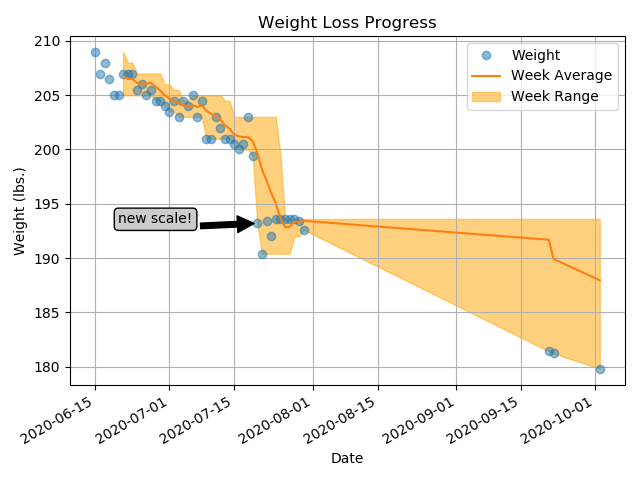 Weight Loss Progress
210
205
200
195
190
185
180
Weight (lbs.)
Weight
Week Average
Week Range
new scale!
2020-06-15
2020-07-01
2020-07-15
2020-08-01
2020-08-15
2020-09-01
2020-09-15
2020-10-01
Date